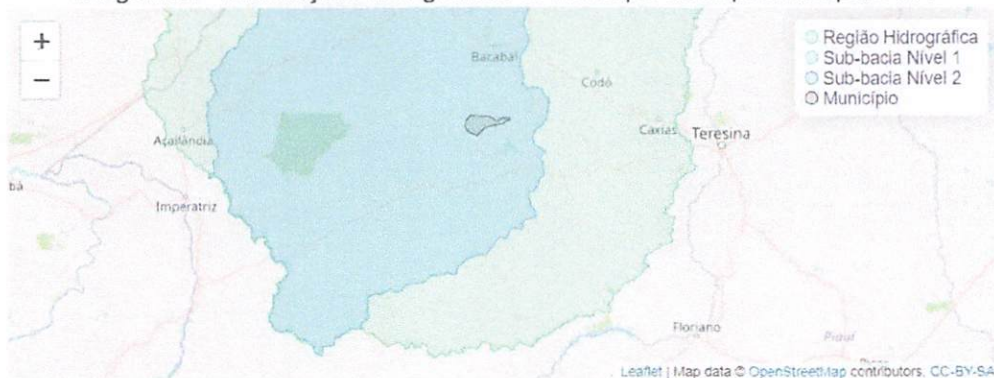 +
−
Região Hidrográfica
Sub-bacia Nível 1
Sub-bacia Nível 2
Município
Bacabal
Codó
Caxias
Teresina
Açailândia
bá
Imperatriz
Floriano
Piauí
Leaflet | Map data © OpenStreetMap contributors, CC-BY-SA